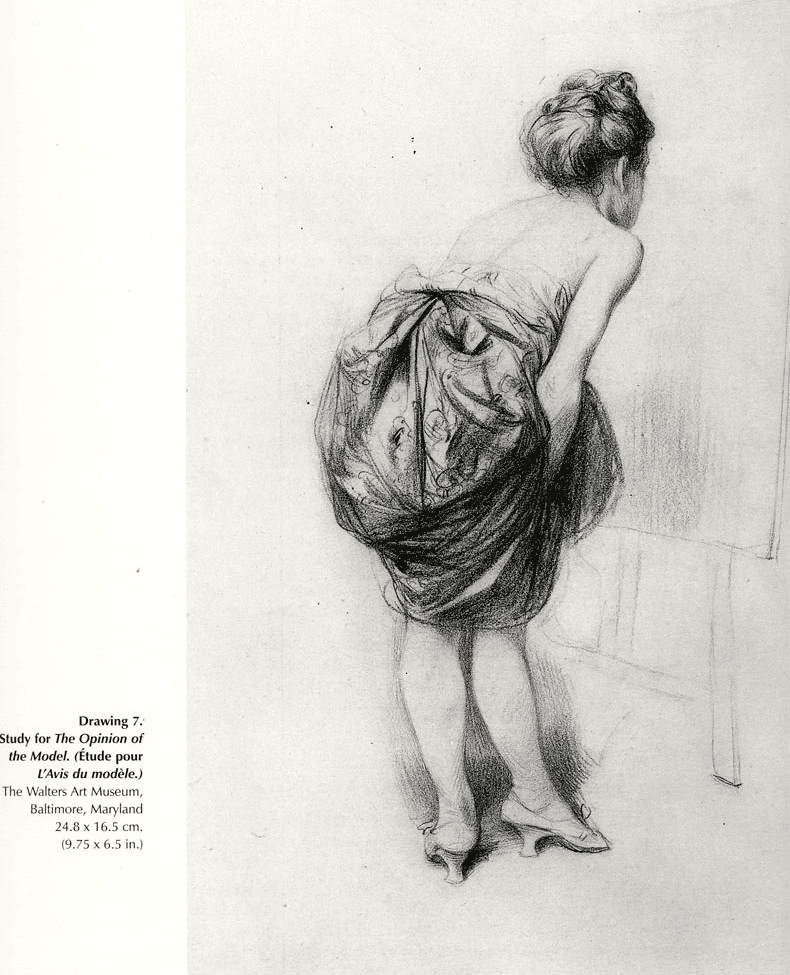 Drawing 7.
Study for The Opinion of
the Model. (Étude pour
L'Avis du modèle.)
The Walters Art Museum,
Baltimore, Maryland
24.8 x 16.5 cm.
(9.75 x 6.5 in.)